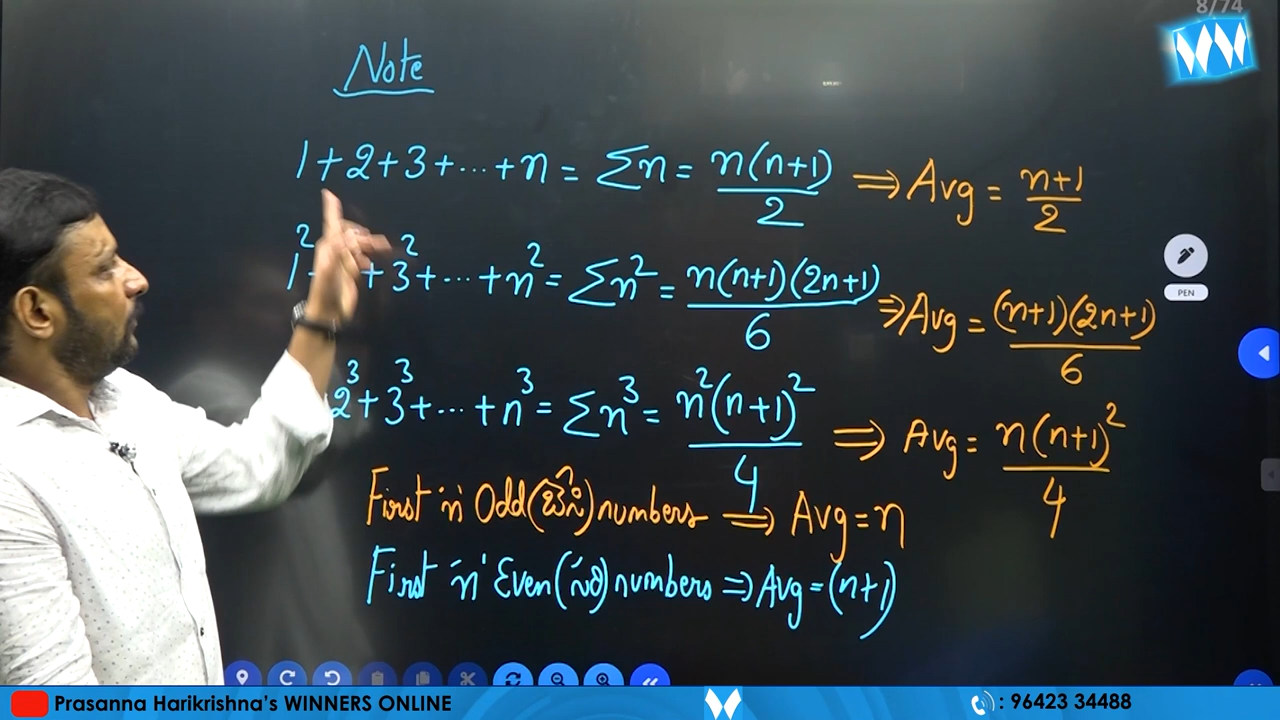 8/74
Note
1+2+3+...+n = Σn = n(n+1)/2 ⇒ Avg = n+1/2
1²+ +3²+...+n² = Σn² = n(n+1)(2n+1)/6 ⇒ Avg = (n+1)(2n+1)/6
2³+3³+...+n³ = Σn³ = n²(n+1)²/4 ⇒ Avg = n(n+1)²/4
First 'n' Odd( )numbers ⇒ Avg = n
First 'n' Even(సరి)numbers ⇒ Avg = (n+1)
PEN
Prasanna Harikrishna's WINNERS ONLINE
: 96423 34488